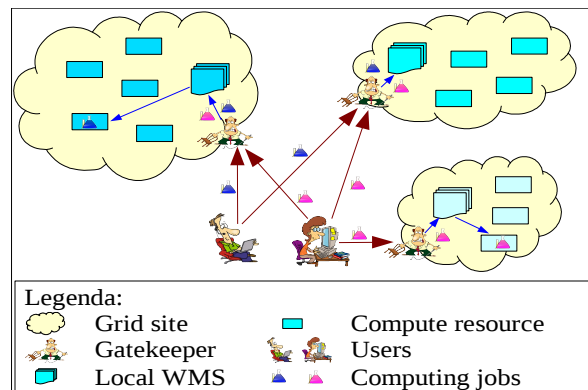 Legenda:
Grid site
Compute resource
Gatekeeper
Users
Local WMS
Computing jobs